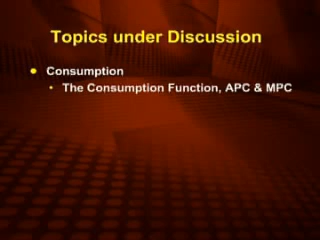 Topics under Discussion
Consumption
The Consumption Function, APC & MPC